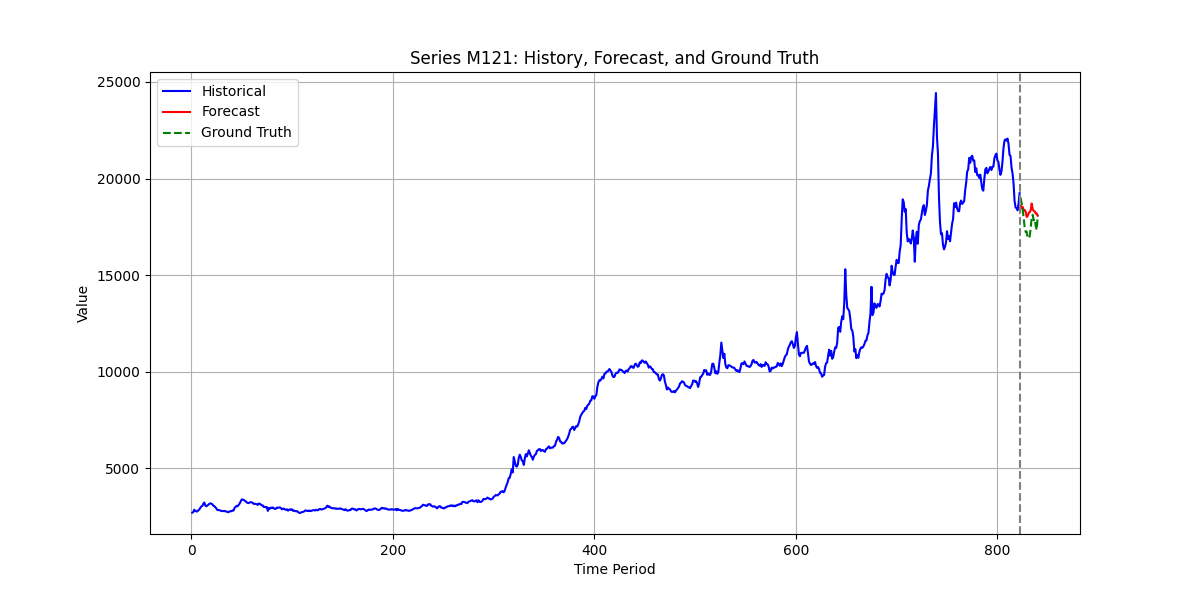 Series M121: History, Forecast, and Ground Truth
Historical
Forecast
Ground Truth
25000
20000
15000
10000
5000
Value
0 200 400 600 800
Time Period